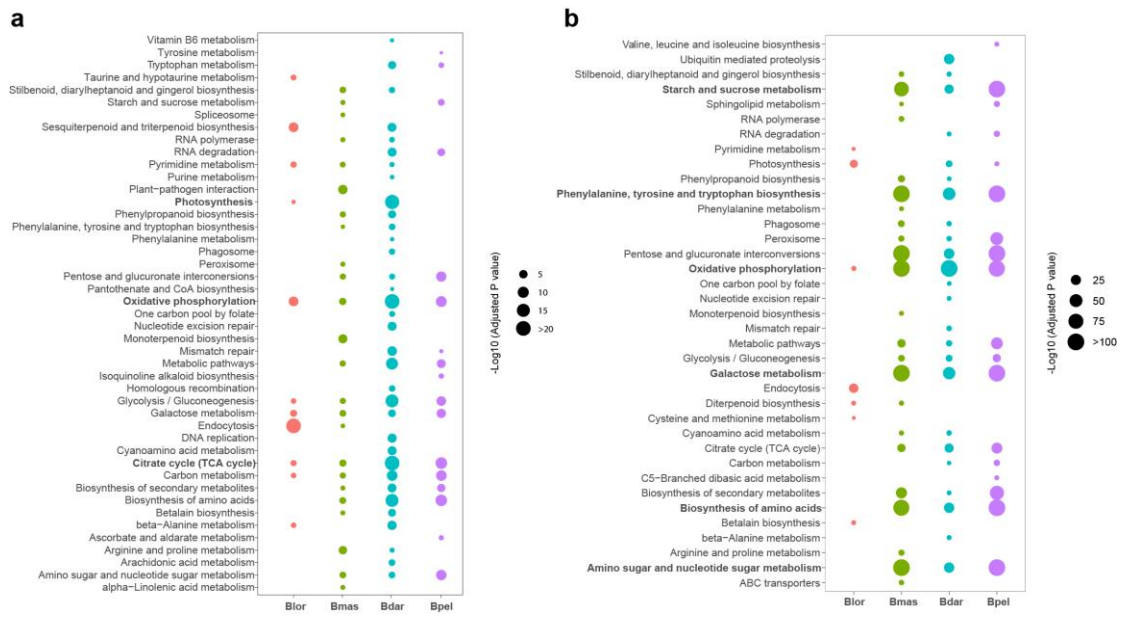 a
Vitamin B6 metabolism
Tyrosine metabolism
Tryptophan metabolism
Taurine and hypotaurine metabolism
Stilbenoid, diarylheptanoid and gingerol biosynthesis
Starch and sucrose metabolism
Spliceosome
Sesquiterpenoid and triterpenoid biosynthesis
RNA polymerase
RNA degradation
Pyrimidine metabolism
Purine metabolism
Plant−pathogen interaction
Photosynthesis
Phenylpropanoid biosynthesis
Phenylalanine, tyrosine and tryptophan biosynthesis
Phenylalanine metabolism
Phagosome
Peroxisome
Pentose and glucuronate interconversions
Pantothenate and CoA biosynthesis
Oxidative phosphorylation
One carbon pool by folate
Nucleotide excision repair
Monoterpenoid biosynthesis
Mismatch repair
Metabolic pathways
Isoquinoline alkaloid biosynthesis
Homologous recombination
Glycolysis / Gluconeogenesis
Galactose metabolism
Endocytosis
DNA replication
Cyanoamino acid metabolism
Citrate cycle (TCA cycle)
Carbon metabolism
Biosynthesis of secondary metabolites
Biosynthesis of amino acids
Betalain biosynthesis
beta−Alanine metabolism
Ascorbate and aldarate metabolism
Arginine and proline metabolism
Arachidonic acid metabolism
Amino sugar and nucleotide sugar metabolism
alpha−Linolenic acid metabolism
Blor Bmas Bdar Bpel
5
10
15
>20
-Log10 (Adjusted P value)
b
Valine, leucine and isoleucine biosynthesis
Ubiquitin mediated proteolysis
Stilbenoid, diarylheptanoid and gingerol biosynthesis
Starch and sucrose metabolism
Sphingolipid metabolism
RNA polymerase
RNA degradation
Pyrimidine metabolism
Photosynthesis
Phenylpropanoid biosynthesis
Phenylalanine, tyrosine and tryptophan biosynthesis
Phenylalanine metabolism
Phagosome
Peroxisome
Pentose and glucuronate interconversions
Oxidative phosphorylation
One carbon pool by folate
Nucleotide excision repair
Monoterpenoid biosynthesis
Mismatch repair
Metabolic pathways
Glycolysis / Gluconeogenesis
Galactose metabolism
Endocytosis
Diterpenoid biosynthesis
Cysteine and methionine metabolism
Cyanoamino acid metabolism
Citrate cycle (TCA cycle)
Carbon metabolism
C5−Branched dibasic acid metabolism
Biosynthesis of secondary metabolites
Biosynthesis of amino acids
Betalain biosynthesis
beta−Alanine metabolism
Arginine and proline metabolism
Amino sugar and nucleotide sugar metabolism
ABC transporters
Blor Bmas Bdar Bpel
25
50
75
>100
-Log10 (Adjusted P value)